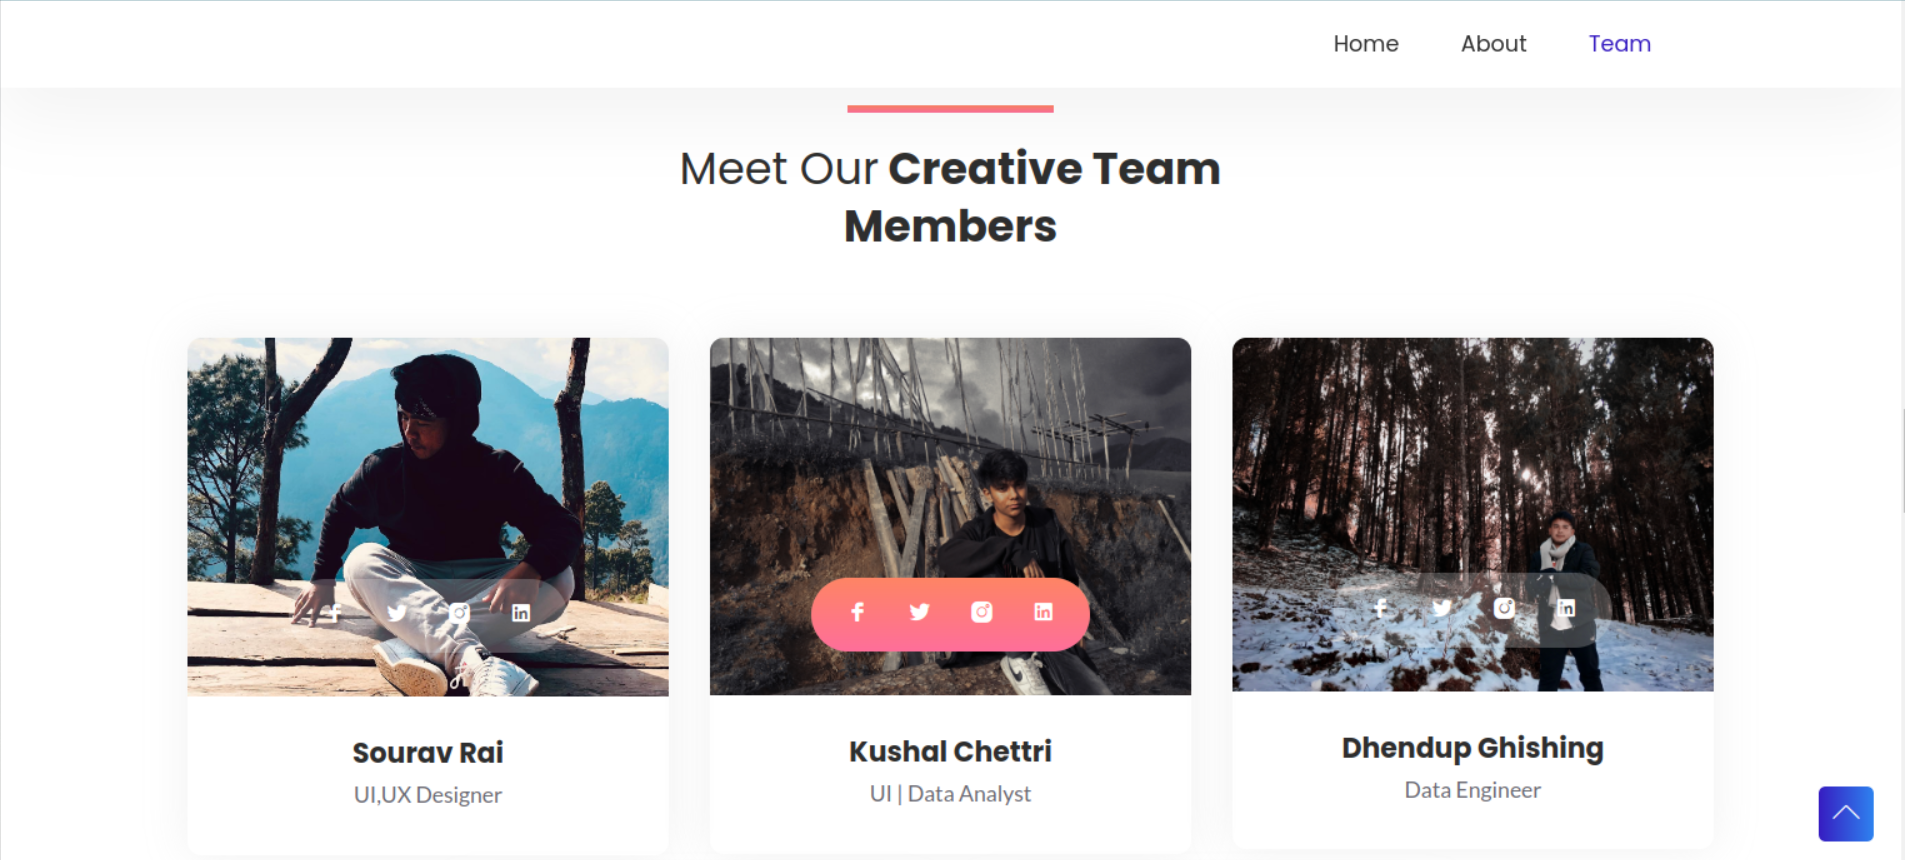 Home About Team
Meet Our Creative Team
Members
Sourav Rai
UI,UX Designer
Kushal Chettri
UI | Data Analyst
Dhendup Ghishing
Data Engineer